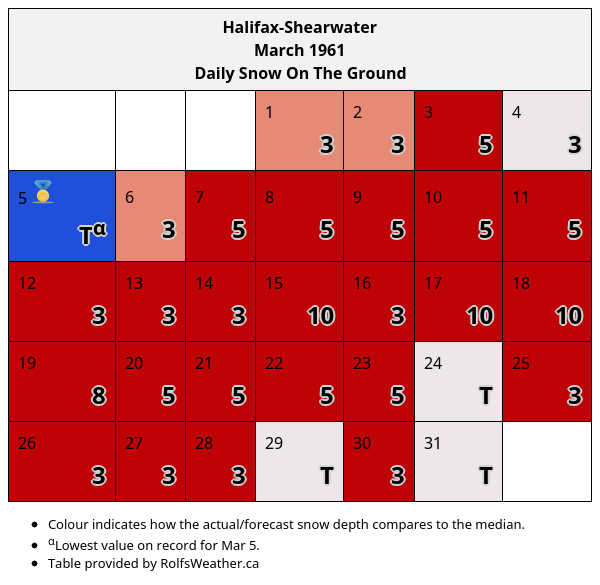 Halifax-Shearwater
March 1961
Daily Snow On The Ground
1 2 3 4
3 3 5 3
5 6 7 8 9 10 11
Tα 3 5 5 5 5 5
12 13 14 15 16 17 18
3 3 3 10 3 10 10
19 20 21 22 23 24 25
8 5 5 5 5 T 3
26 27 28 29 30 31
3 3 3 T 3 T
• Colour indicates how the actual/forecast snow depth compares to the median.
• αLowest value on record for Mar 5.
• Table provided by RolfsWeather.ca